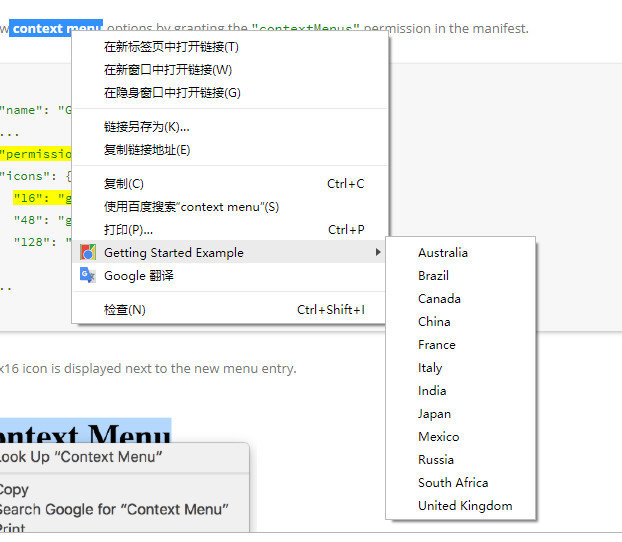 context menu options by granting the "contextMenus" permission in the manifest.
在新标签页中打开链接(T)
在新窗口中打开链接(W)
在隐身窗口中打开链接(G)
"name": "G
...
链接另存为(K)...
"permissio
复制链接地址(E)
"icons": {
复制(C) Ctrl+C
"16": "g
使用百度搜索“context menu”(S)
"48": "g
打印(P)... Ctrl+P
"128": "
Getting Started Example
Google 翻译
检查(N) Ctrl+Shift+I
Australia
Brazil
Canada
China
France
Italy
India
Japan
Mexico
Russia
South Africa
United Kingdom
x16 icon is displayed next to the new menu entry.
ontext Menu
Look Up “Context Menu”
Copy
Search Google for “Context Menu”
Print